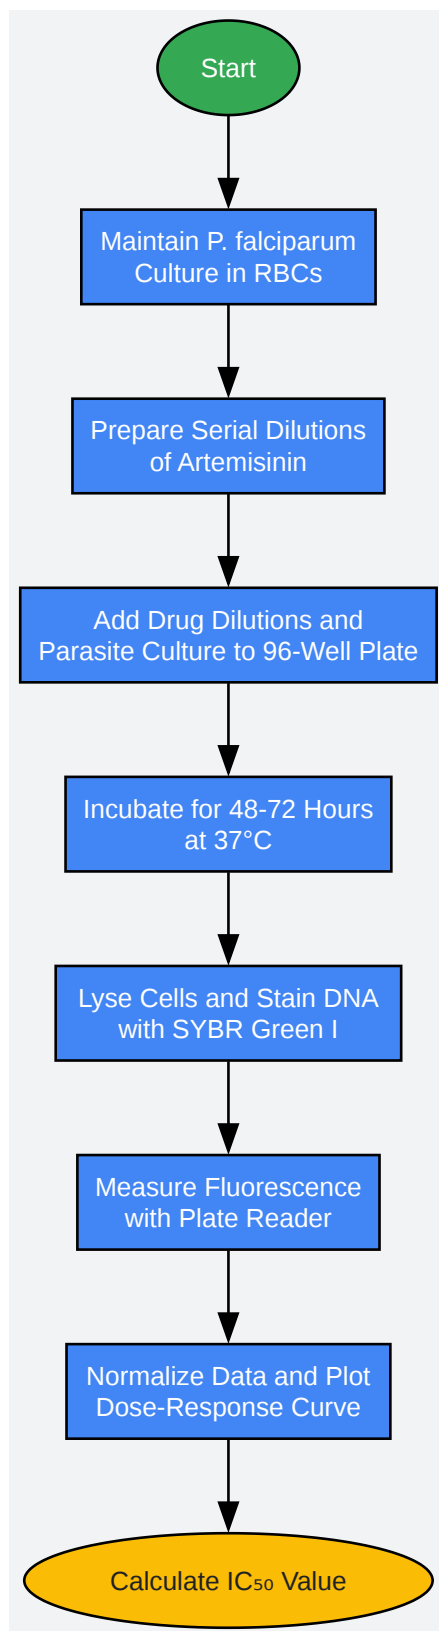 Start
Maintain P. falciparum
Culture in RBCs
Prepare Serial Dilutions
of Artemisinin
Add Drug Dilutions and
Parasite Culture to 96-Well Plate
Incubate for 48-72 Hours
at 37°C
Lyse Cells and Stain DNA
with SYBR Green I
Measure Fluorescence
with Plate Reader
Normalize Data and Plot
Dose-Response Curve
Calculate IC₅₀ Value